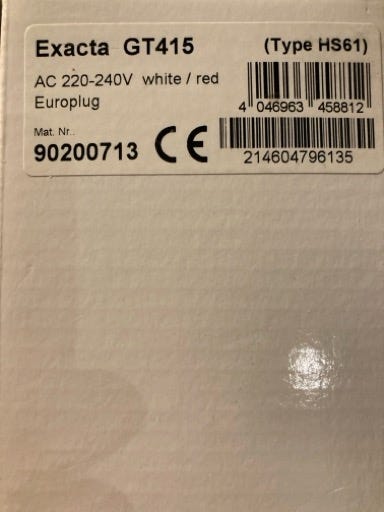 Exacta GT415 (Type HS61)
AC 220-240V white / red
Europlug
4 046963 458812
Mat. Nr..
90200713 CE
214604796135